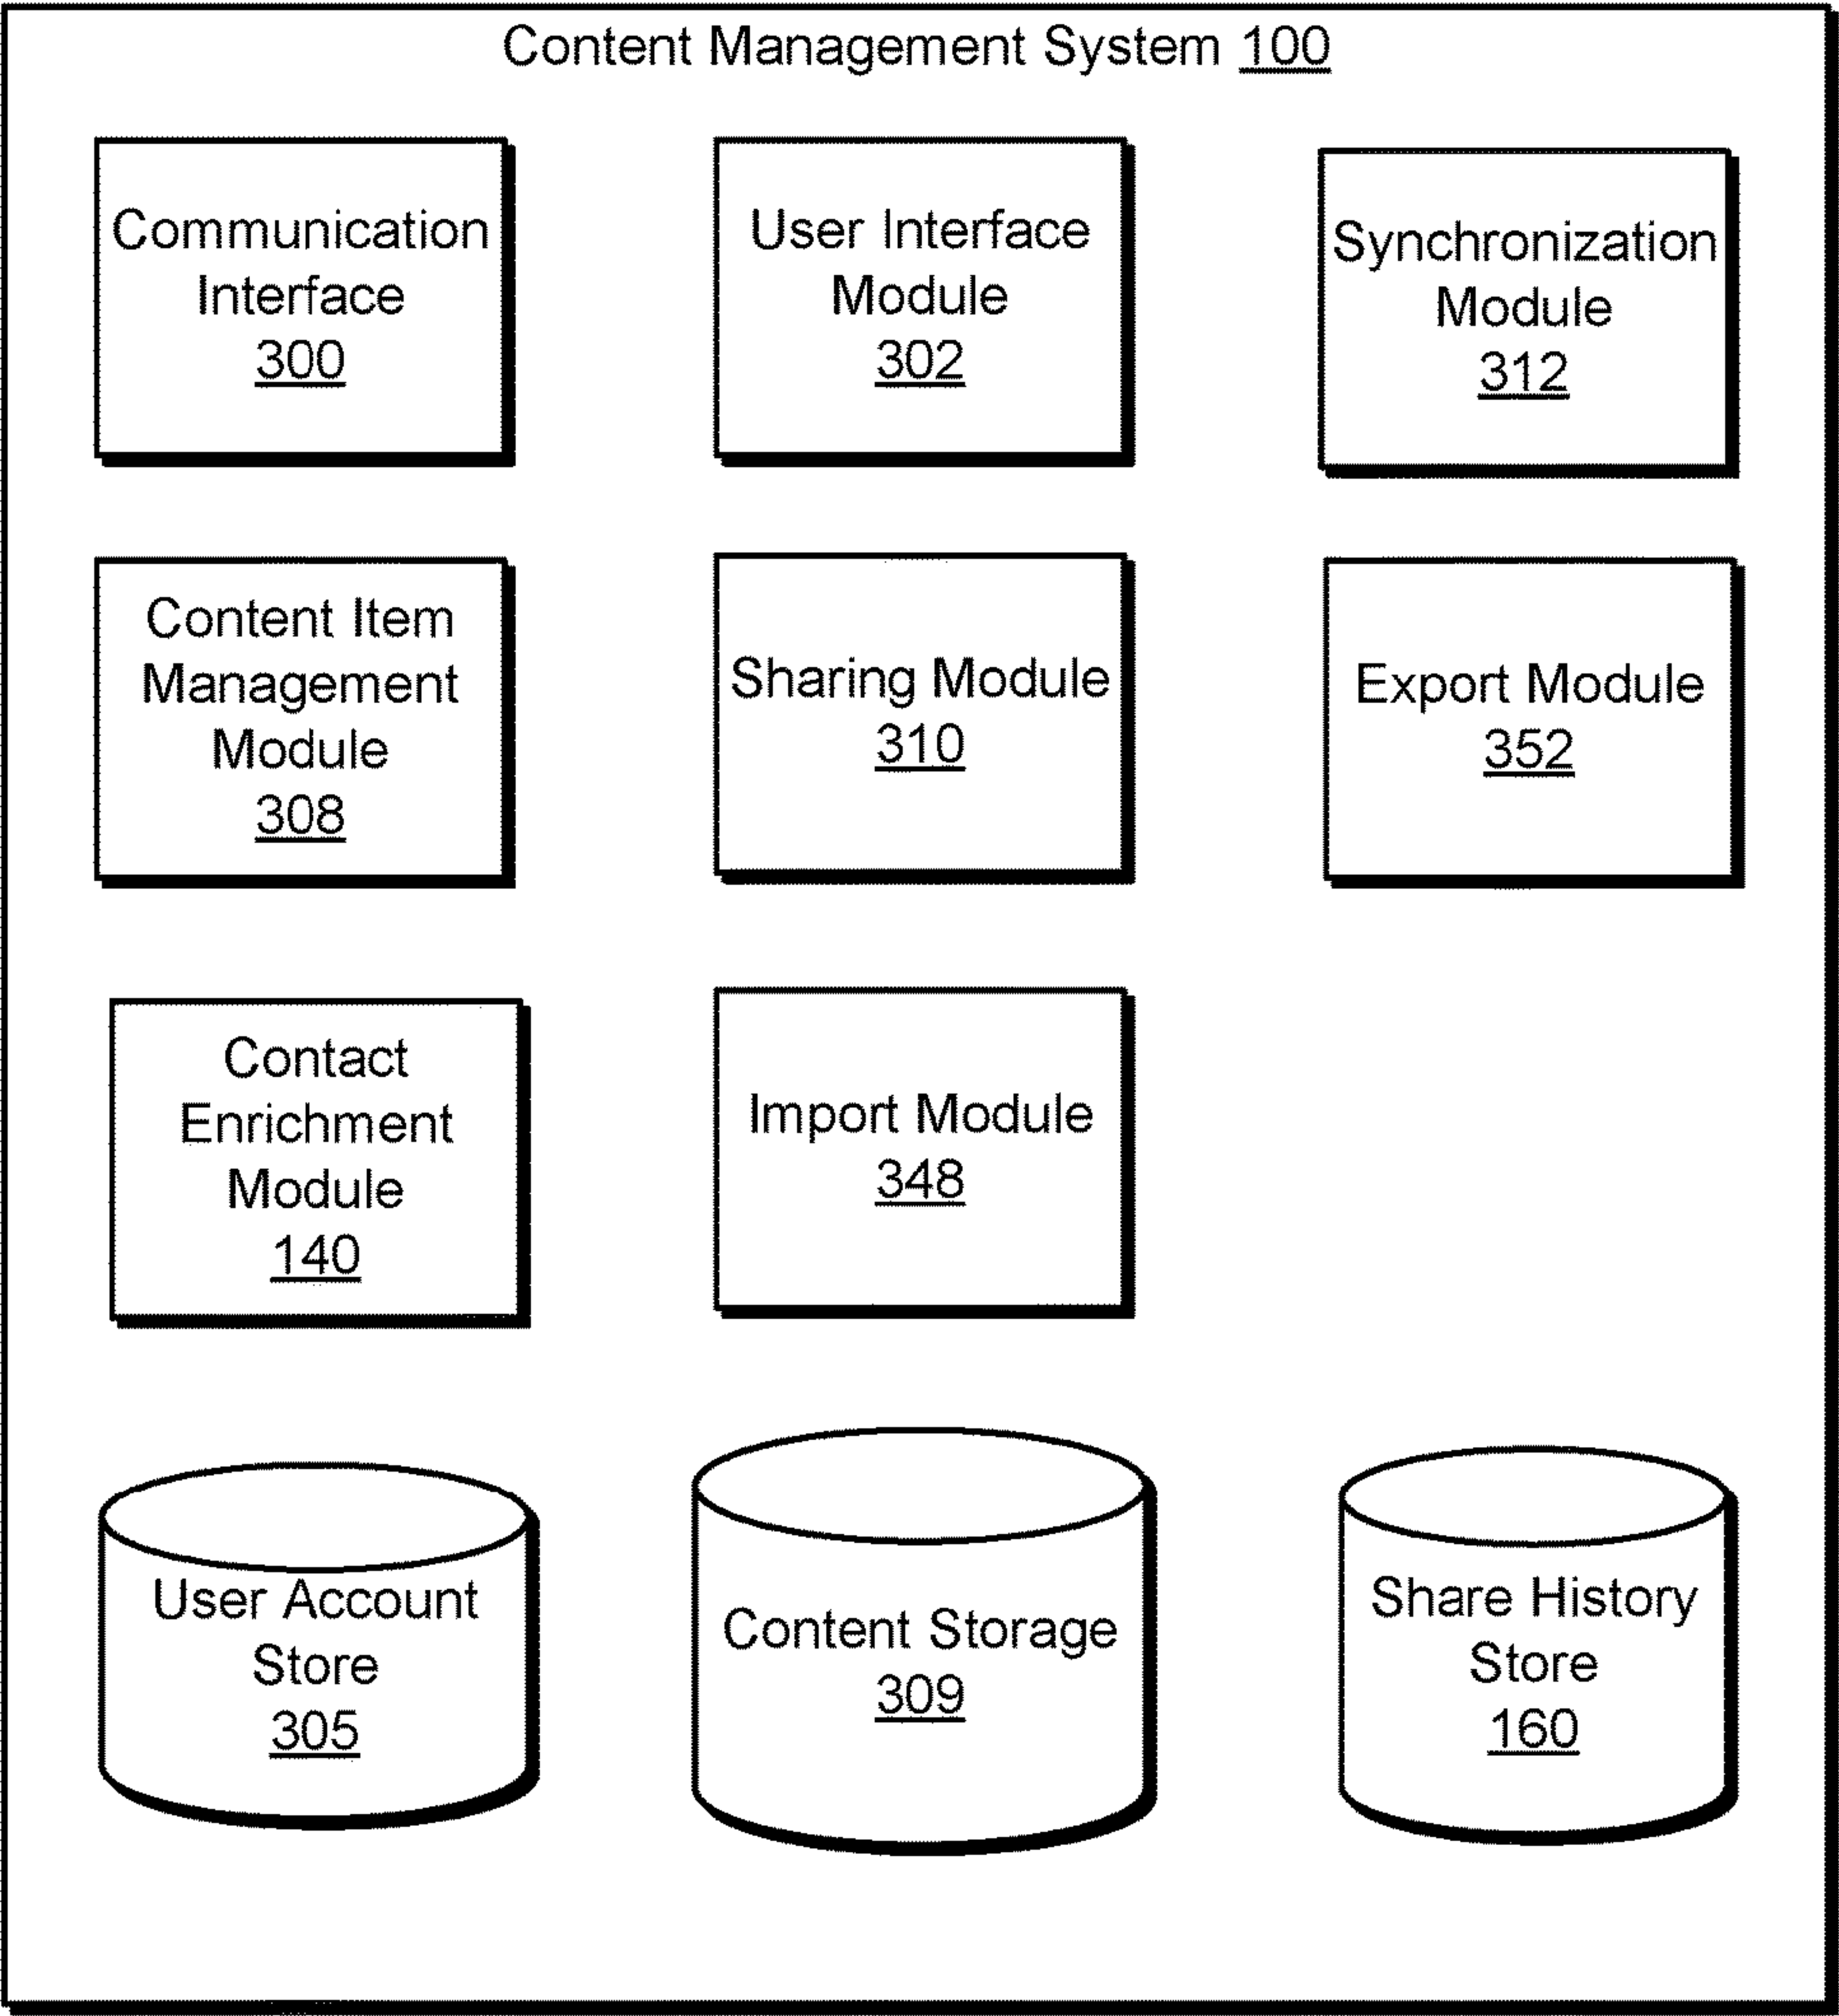 Content Management System 100
Communication
Interface
300
User Interface
Module
302
Synchronization
Module
312
Content Item
Management
Module
308
Sharing Module
310
Export Module
352
Contact
Enrichment
Module
140
Import Module
348
User Account
Store
305
Content Storage
309
Share History
Store
160